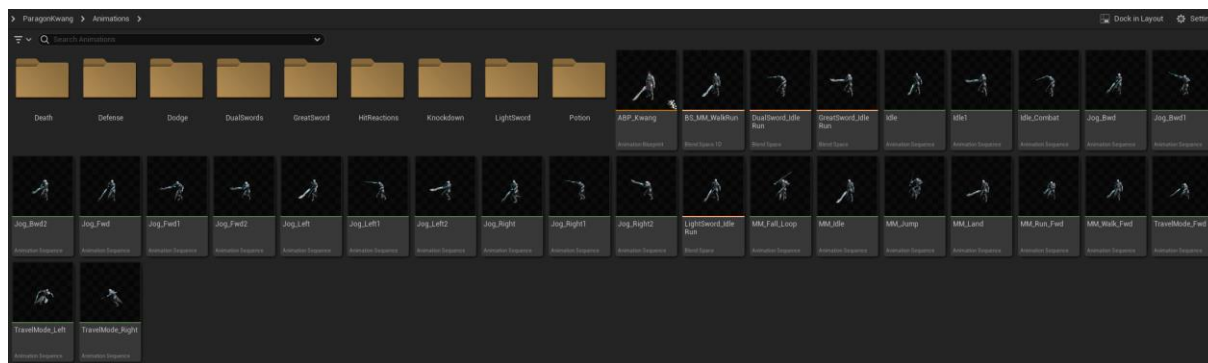 > ParagonKwang > Animations >
Dock in Layout
Search Animations
Death
Defense
Dodge
DualSwords
GreatSword
HitReactions
Knockdown
LightSword
Potion
ABP_Kwang
Animation Blueprint
BS_MM_WalkRun
Blend Space 1D
DualSword_Idle
Run
Blend Space
GreatSword_Idle
Run
Blend Space
Idle
Animation Sequence
Idle1
Animation Sequence
Idle_Combat
Animation Sequence
Jog_Bwd
Animation Sequence
Jog_Bwd1
Animation Sequence
Jog_Bwd2
Animation Sequence
Jog_Fwd
Animation Sequence
Jog_Fwd1
Animation Sequence
Jog_Fwd2
Animation Sequence
Jog_Left
Animation Sequence
Jog_Left1
Animation Sequence
Jog_Left2
Animation Sequence
Jog_Right
Animation Sequence
Jog_Right1
Animation Sequence
Jog_Right2
Animation Sequence
LightSword_Idle
Run
Blend Space
MM_Fall_Loop
Animation Sequence
MM_Idle
Animation Sequence
MM_Jump
Animation Sequence
MM_Land
Animation Sequence
MM_Run_Fwd
Animation Sequence
MM_Walk_Fwd
Animation Sequence
TravelMode_Fwd
Animation Sequence
TravelMode_Left
Animation Sequence
TravelMode_Right
Animation Sequence